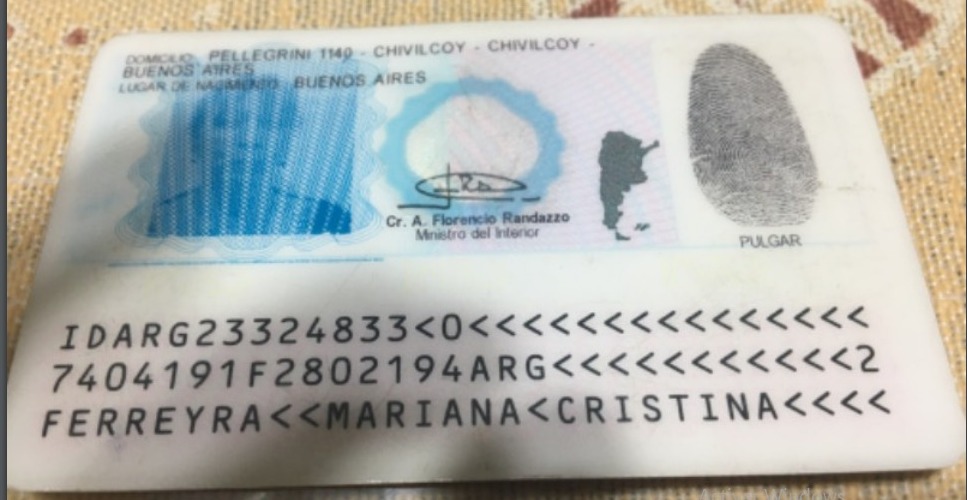 DOMICILIO: PELLEGRINI 1140 - CHIVILCOY - CHIVILCOY -
BUENOS AIRES
LUGAR DE NACIMIENTO: BUENOS AIRES
Cr. A. Florencio Randazzo
Ministro del Interior
PULGAR
IDARG23324833<0<<<<<<<<<<<<<<<
7404191F2802194ARG<<<<<<<<<<<2
FERREYRA<<MARIANA<CRISTINA<<<<